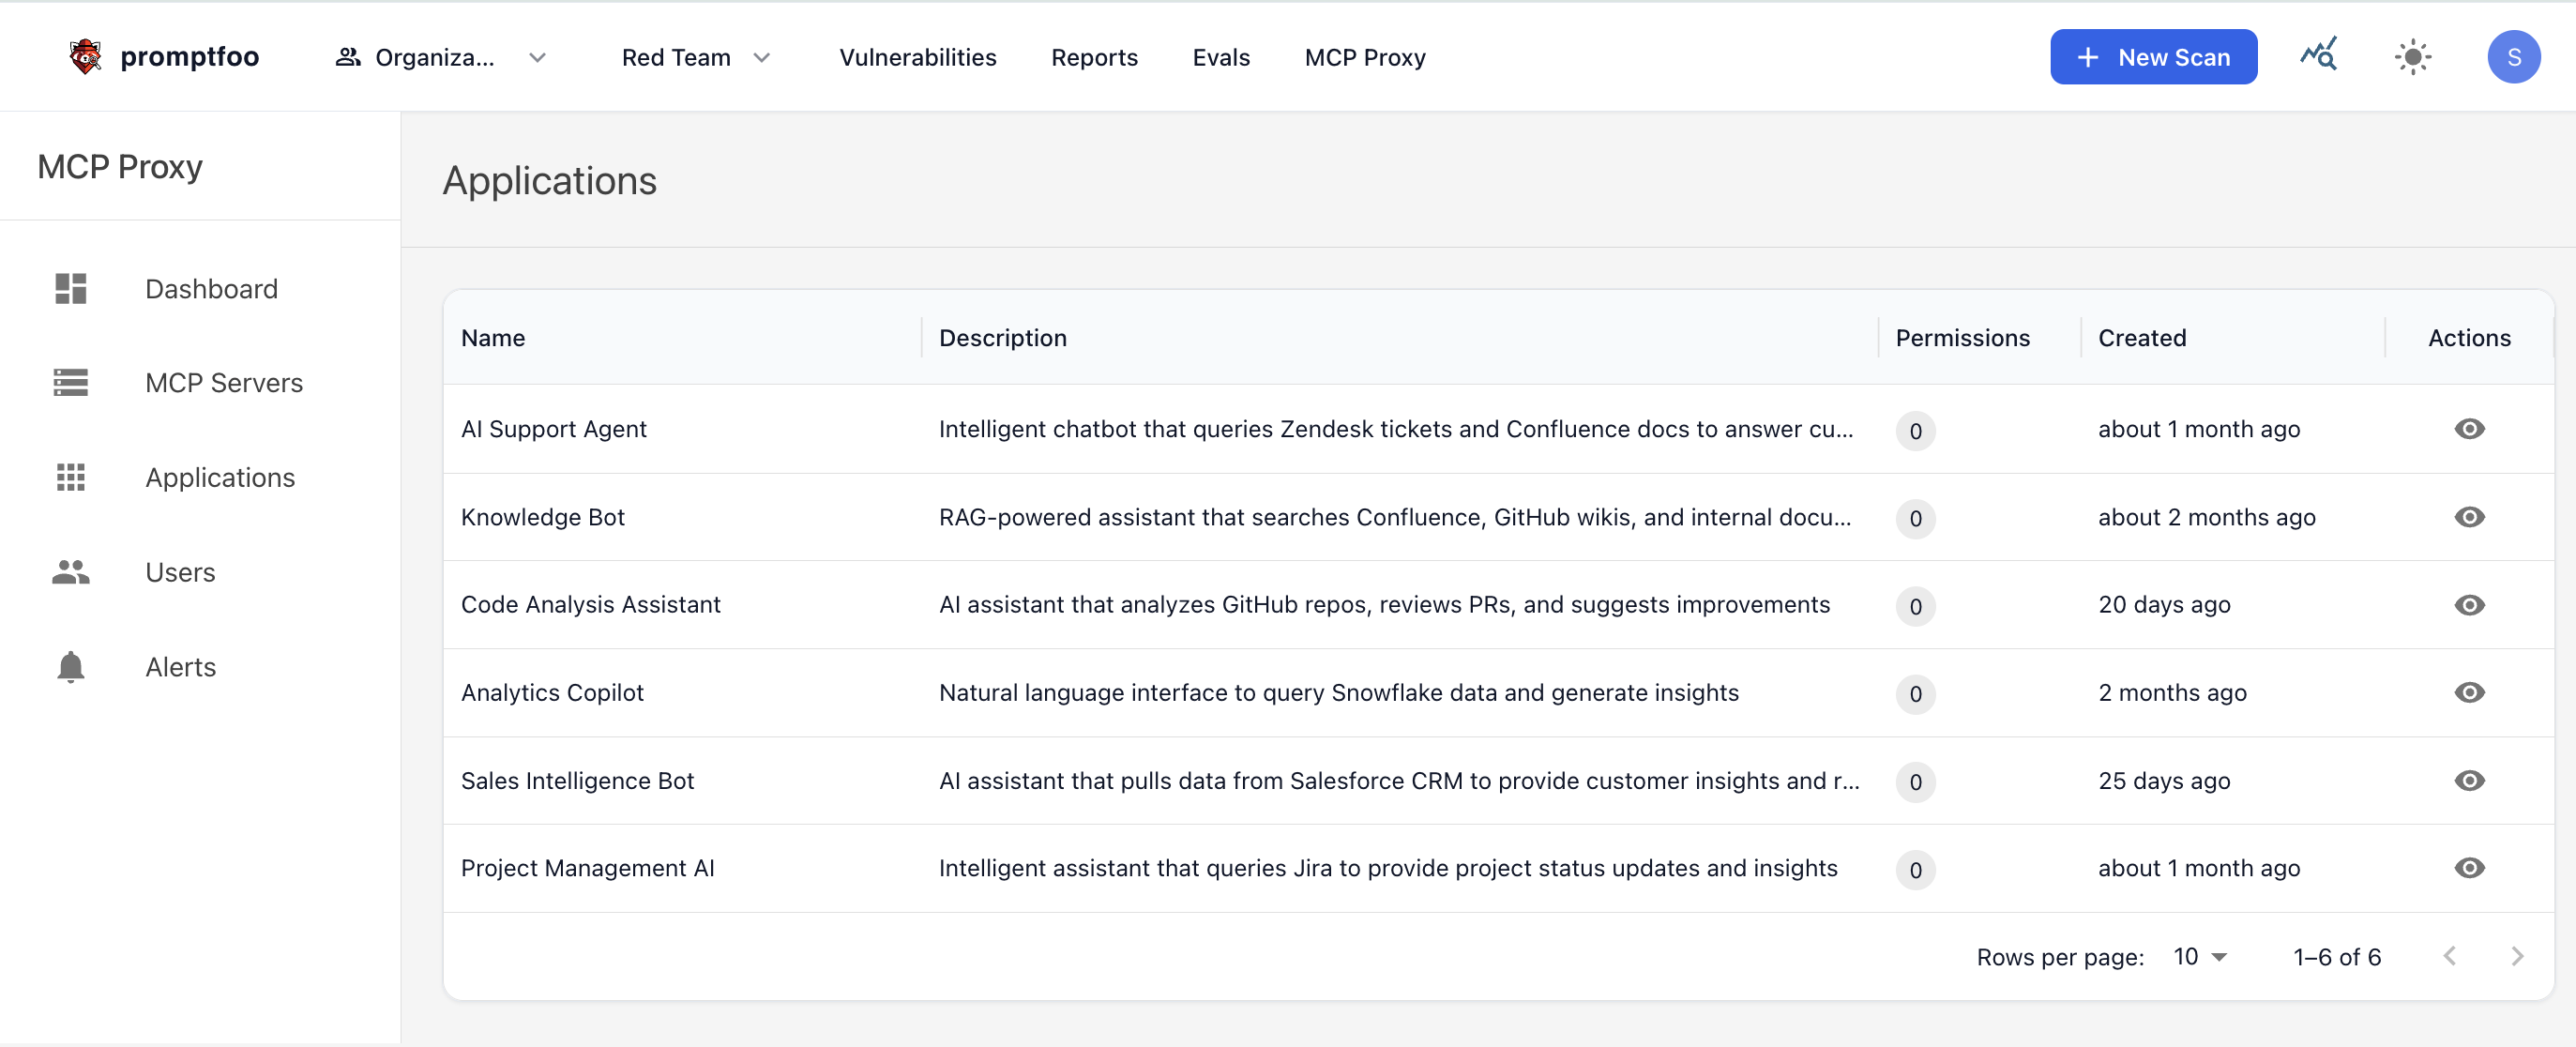 promptfoo Organiza... Red Team Vulnerabilities Reports Evals MCP Proxy + New Scan S
MCP Proxy
Dashboard
MCP Servers
Applications
Users
Alerts
Applications
Name Description Permissions Created Actions
AI Support Agent Intelligent chatbot that queries Zendesk tickets and Confluence docs to answer cu... 0 about 1 month ago
Knowledge Bot RAG-powered assistant that searches Confluence, GitHub wikis, and internal docu... 0 about 2 months ago
Code Analysis Assistant AI assistant that analyzes GitHub repos, reviews PRs, and suggests improvements 0 20 days ago
Analytics Copilot Natural language interface to query Snowflake data and generate insights 0 2 months ago
Sales Intelligence Bot AI assistant that pulls data from Salesforce CRM to provide customer insights and r... 0 25 days ago
Project Management AI Intelligent assistant that queries Jira to provide project status updates and insights 0 about 1 month ago
Rows per page: 10 1–6 of 6